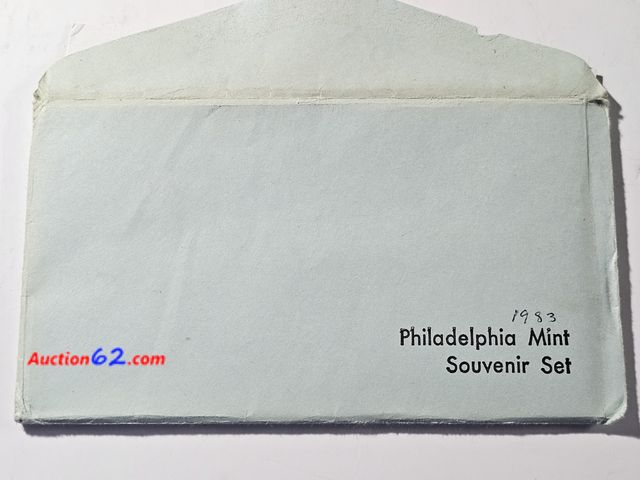 1983
Philadelphia Mint
Souvenir Set
Auction62.com